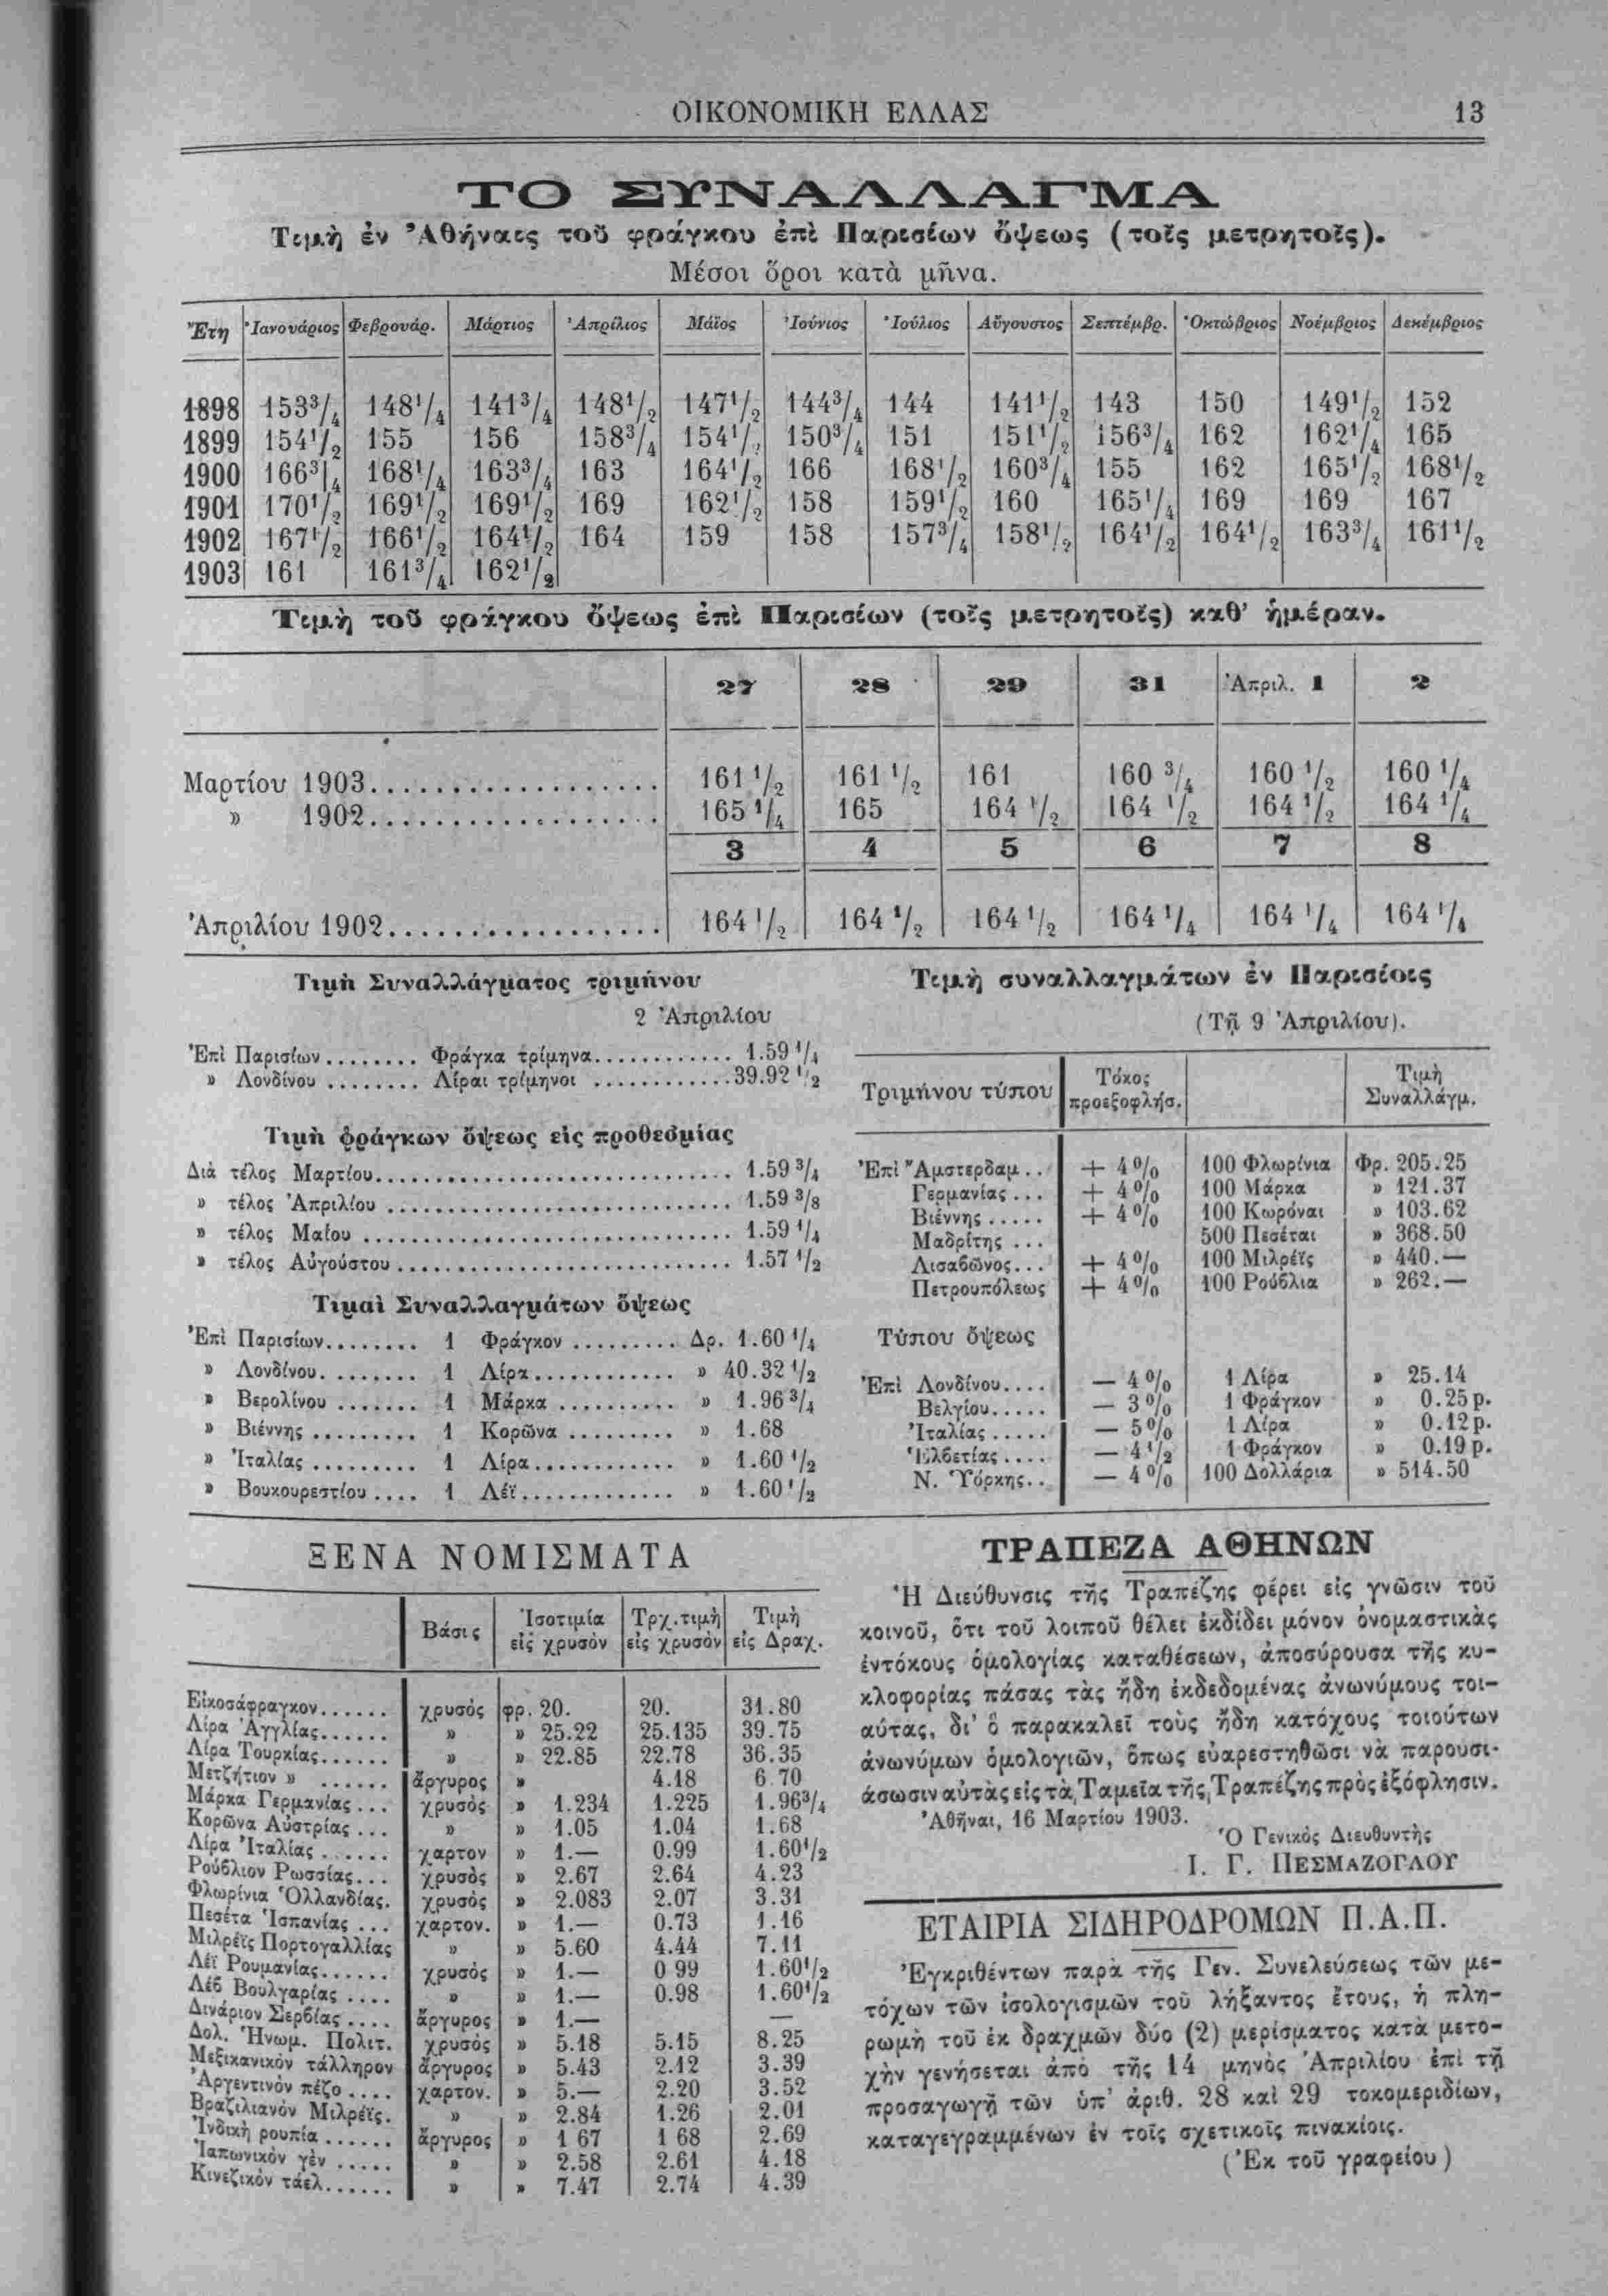 ΟΙΚΟΝΟΜΙΚΗ ΕΛΛΑΣ 13
ΤΟ ΣΥΝΑΛΛΑΓΜΑ
Τιμὴ ἐν Ἀθήναις τοῦ φράγκου ἐπὶ Παρισίων ὄψεως (τοῖς μετρητοῖς).
Μέσοι ὅροι κατὰ μῆνα.
Ἔτη Ἰανουάριος Φεβρουάρ. Μάρτιος Ἀπρίλιος Μάϊος Ἰούνιος Ἰούλιος Αὔγουστος Σεπτέμβρ. Ὀκτώβριος Νοέμβριος Δεκέμβριος
1898 153³/₄ 148¹/₄ 141³/₄ 148¹/₂ 147¹/₂ 144³/₄ 144 141¹/₂ 143 150 149¹/₂ 152
1899 154¹/₂ 155 156 158³/₄ 154¹/₂ 150³/₄ 151 151¹/₂ 156³/₄ 162 162¹/₄ 165
1900 166³/₄ 168¹/₄ 163³/₄ 163 164¹/₂ 166 168¹/₂ 160³/₄ 155 162 165¹/₂ 168¹/₂
1901 170¹/₂ 169¹/₂ 169¹/₂ 169 162¹/₂ 158 159¹/₂ 160 165¹/₄ 169 169 167
1902 167¹/₂ 166¹/₂ 164¹/₂ 164 159 158 157³/₄ 158¹/₂ 164¹/₂ 164¹/₂ 163³/₄ 161¹/₂
1903 161 161³/₄ 162¹/₂
Τιμὴ τοῦ φράγκου ὄψεως ἐπὶ Παρισίων (τοῖς μετρητοῖς) καθ' ἡμέραν.
27 28 29 31 Ἀπριλ. 1 2
Μαρτίου 1903.................. 161 ¹/₂ 161 ¹/₂ 161 160 ³/₄ 160 ¹/₂ 160 ¹/₄
» 1902.................. 165 ¹/₄ 165 164 ¹/₂ 164 ¹/₂ 164 ¹/₂ 164 ¹/₄
3 4 5 6 7 8
Ἀπριλίου 1902................. 164 ¹/₂ 164 ¹/₂ 164 ¹/₂ 164 ¹/₄ 164 ¹/₄ 164 ¹/₄
Τιμὴ Συναλλάγματος τριμήνου
2 Ἀπριλίου
Ἐπὶ Παρισίων........ Φράγκα τρίμηνα............. 1.59 ¹/₄
» Λονδίνου........ Λίραι τρίμηνοι.............39.92 ¹/₂
Τιμὴ φράγκων ὄψεως εἰς προθεσμίας
Διὰ τέλος Μαρτίου............................... 1.59 ³/₄
» τέλος Ἀπριλίου.............................. 1.59 ³/₈
» τέλος Μαΐου................................ 1.59 ¹/₄
» τέλος Αὐγούστου............................. 1.57 ¹/₂
Τιμαὶ Συναλλαγμάτων ὄψεως
Ἐπὶ Παρισίων........ 1 Φράγκον......... Δρ. 1.60 ¹/₄
» Λονδίνου......... 1 Λίρα............ » 40.32 ¹/₂
» Βερολίνου....... 1 Μάρκα.......... » 1.96 ³/₄
» Βιέννης......... 1 Κορῶνα......... » 1.68
» Ἰταλίας......... 1 Λίρα............ » 1.60 ¹/₂
» Βουκουρεστίου.... 1 Λέϊ............. » 1.60 ¹/₂
Τιμὴ συναλλαγμάτων ἐν Παρισίοις
(Τῇ 9 Ἀπριλίου).
Τριμήνου τύπου Τόκος προεξοφλήσ. Τιμὴ Συναλλάγμ.
Ἐπὶ Ἄμστερδαμ.. + 4% 100 Φλωρίνια Φρ. 205.25
Γερμανίας... + 4% 100 Μάρκα » 121.37
Βιέννης..... + 4% 100 Κωρόναι » 103.62
Μαδρίτης... 500 Πεσέται » 368.50
Λισαβῶνος... + 4% 100 Μιλρέϊς » 440.—
Πετρουπόλεως + 4% 100 Ρούβλια » 262.—
Τύπου ὄψεως
Ἐπὶ Λονδίνου.... — 4% 1 Λίρα » 25.14
Βελγίου..... — 3% 1 Φράγκον » 0.25 p.
Ἰταλίας..... — 5% 1 Λίρα » 0.12 p.
Ἑλβετίας.... — 4¹/₂ 1 Φράγκον » 0.19 p.
Ν. Ὑόρκης.. — 4% 100 Δολλάρια » 514.50
ΞΕΝΑ ΝΟΜΙΣΜΑΤΑ
Βάσις Ἰσοτιμία εἰς χρυσὸν Τρχ.τιμὴ εἰς χρυσὸν Τιμὴ εἰς Δραχ.
Εἰκοσάφραγκον...... χρυσὸς φρ. 20. 20. 31.80
Λίρα Ἀγγλίας...... » » 25.22 25.135 39.75
Λίρα Τουρκίας...... » » 22.85 22.78 36.35
Μετζήτιον » ...... ἄργυρος » 4.18 6.70
Μάρκα Γερμανίας... χρυσὸς » 1.234 1.225 1.96³/₄
Κορῶνα Αὐστρίας... » » 1.05 1.04 1.68
Λίρα Ἰταλίας...... χαρτον » 1.— 0.99 1.60¹/₂
Ρούβλιον Ρωσσίας... χρυσὸς » 2.67 2.64 4.23
Φλωρίνια Ὁλλανδίας. χρυσὸς » 2.083 2.07 3.31
Πεσέτα Ἱσπανίας... χαρτον. » 1.— 0.73 1.16
Μιλρέϊς Πορτογαλλίας » » 5.60 4.44 7.11
Λέϊ Ρουμανίας...... χρυσὸς » 1.— 0 99 1.60¹/₂
Λέβ Βουλγαρίας.... » » 1.— 0.98 1.60¹/₂
Δινάριον Σερβίας.... ἄργυρος » 1.— —
Δολ. Ἡνωμ. Πολιτ. χρυσὸς » 5.18 5.15 8.25
Μεξικανικὸν τάλληρον ἄργυρος » 5.43 2.12 3.39
Ἀργεντινὸν πέζο.... χαρτον. » 5.— 2.20 3.52
Βραζιλιανὸν Μιλρέϊς. » » 2.84 1.26 2.01
Ἰνδικὴ ρουπία...... ἄργυρος » 1 67 1 68 2.69
Ἰαπωνικὸν γὲν..... » » 2.58 2.61 4.18
Κινεζικὸν τάελ...... » » 7.47 2.74 4.39
ΤΡΑΠΕΖΑ ΑΘΗΝΩΝ
Ἡ Διεύθυνσις τῆς Τραπέζης φέρει εἰς γνῶσιν τοῦ
κοινοῦ, ὅτι τοῦ λοιποῦ θέλει ἐκδίδει μόνον ὀνομαστικὰς
ἐντόκους ὁμολογίας καταθέσεων, ἀποσύρουσα τῆς κυ-
κλοφορίας πάσας τὰς ἤδη ἐκδεδομένας ἀνωνύμους τοι-
αύτας, δι' ὃ παρακαλεῖ τοὺς ἤδη κατόχους τοιούτων
ἀνωνύμων ὁμολογιῶν, ὅπως εὐαρεστηθῶσι νὰ παρουσι-
άσωσιν αὐτὰς εἰς τὰ Ταμεῖα τῆς Τραπέζης πρὸς ἐξόφλησιν.
Ἀθῆναι, 16 Μαρτίου 1903.
Ὁ Γενικὸς Διευθυντὴς
Ι. Γ. ΠΕΣΜΑΖΟΓΛΟΥ
ΕΤΑΙΡΙΑ ΣΙΔΗΡΟΔΡΟΜΩΝ Π.Α.Π.
Ἐγκριθέντων παρὰ τῆς Γεν. Συνελεύσεως τῶν με-
τόχων τῶν ἰσολογισμῶν τοῦ λήξαντος ἔτους, ἡ πλη-
ρωμὴ τοῦ ἐκ δραχμῶν δύο (2) μερίσματος κατὰ μετο-
χὴν γενήσεται ἀπὸ τῆς 14 μηνὸς Ἀπριλίου ἐπὶ τῇ
προσαγωγῇ τῶν ὑπ' ἀριθ. 28 καὶ 29 τοκομεριδίων,
καταγεγραμμένων ἐν τοῖς σχετικοῖς πινακίοις.
(Ἐκ τοῦ γραφείου)